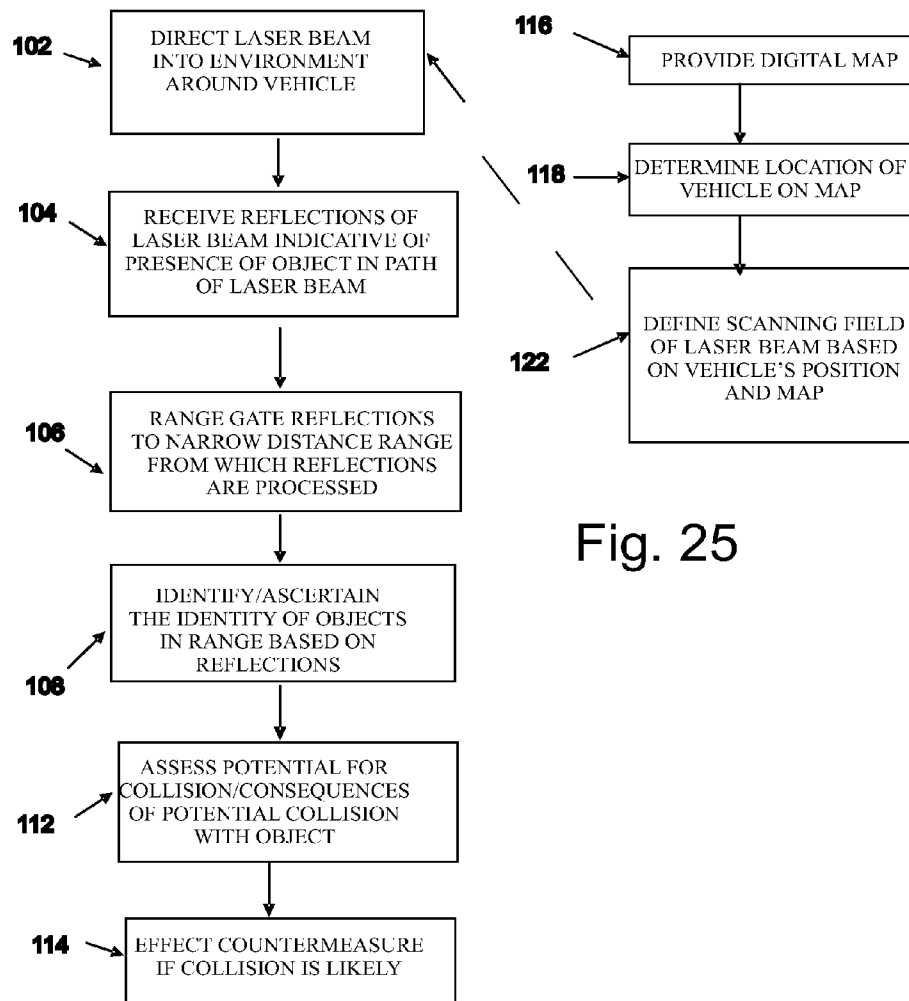 102
DIRECT LASER BEAM
INTO ENVIRONMENT
AROUND VEHICLE
104
RECEIVE REFLECTIONS OF
LASER BEAM INDICATIVE OF
PRESENCE OF OBJECT IN PATH
OF LASER BEAM
106
RANGE GATE REFLECTIONS
TO NARROW DISTANCE RANGE
FROM WHICH REFLECTIONS
ARE PROCESSED
108
IDENTIFY/ASCERTAIN
THE IDENTITY OF OBJECTS
IN RANGE BASED ON
REFLECTIONS
112
ASSESS POTENTIAL FOR
COLLISION/CONSEQUENCES
OF POTENTIAL COLLISION
WITH OBJECT
114
EFFECT COUNTERMEASURE
IF COLLISION IS LIKELY
116
PROVIDE DIGITAL MAP
118
DETERMINE LOCATION OF
VEHICLE ON MAP
122
DEFINE SCANNING FIELD
OF LASER BEAM BASED
ON VEHICLE'S POSITION
AND MAP
Fig. 25